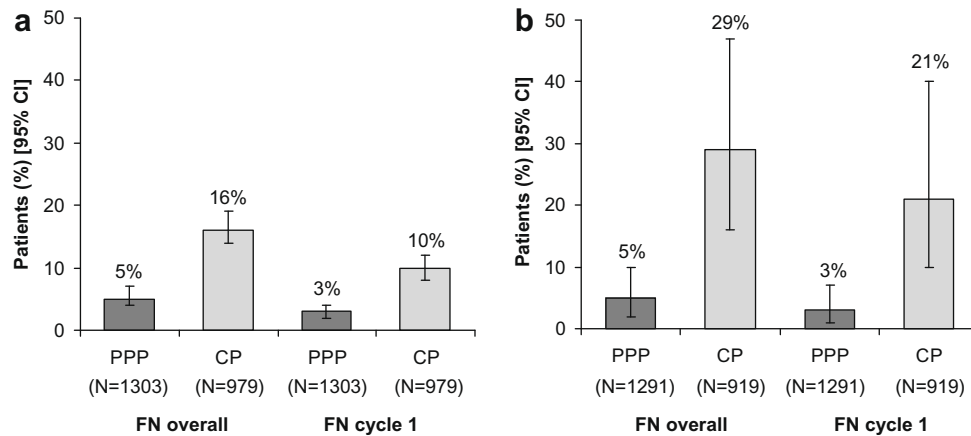 a
Patients (%) [95% CI]
50
40
30
20
10
0
5%
16%
3%
10%
PPP CP PPP CP
(N=1303) (N=979) (N=1303) (N=979)
FN overall FN cycle 1
b
Patients (%) [95% CI]
50
40
30
20
10
0
5%
29%
3%
21%
PPP CP PPP CP
(N=1291) (N=919) (N=1291) (N=919)
FN overall FN cycle 1